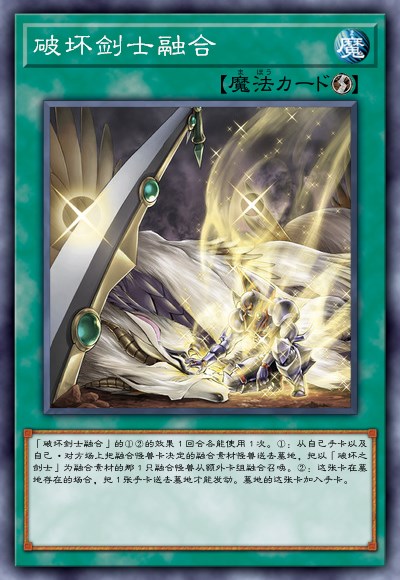 破坏剑士融合
魔
【魔法カード】
まほう
「破坏剑士融合」的①②的效果1回合各能使用1次。①：从自己手卡以及
自己·对方场上把融合怪兽卡决定的融合素材怪兽送去墓地，把以「破坏之
剑士」为融合素材的那1只融合怪兽从额外卡组融合召唤。②：这张卡在墓
地存在的场合，把1张手卡送去墓地才能发动。墓地的这张卡加入手卡。